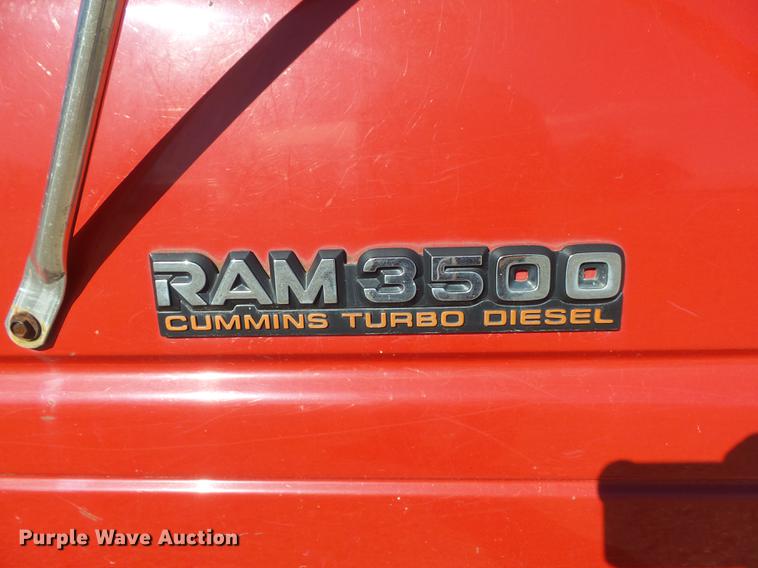 RAM 3500
CUMMINS TURBO DIESEL
Purple Wave Auction